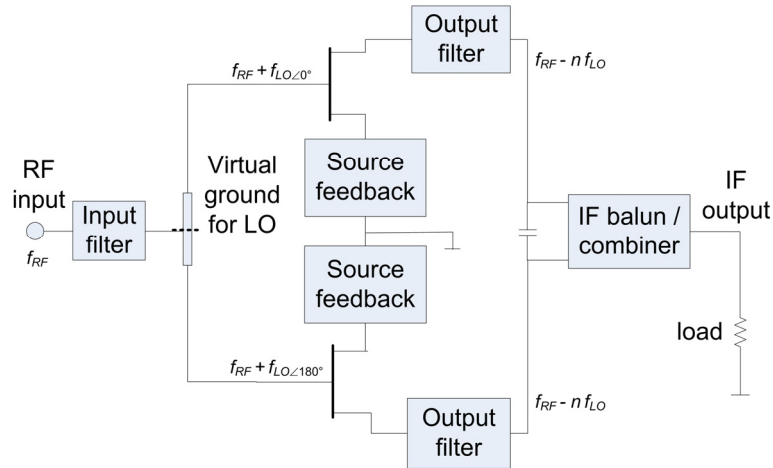 RF
input
f_RF
Input
filter
Virtual
ground
for LO
f_RF + f_LO∠0°
Output
filter
f_RF - n f_LO
Source
feedback
Source
feedback
f_RF + f_LO∠180°
Output
filter
f_RF - n f_LO
IF balun /
combiner
IF
output
load